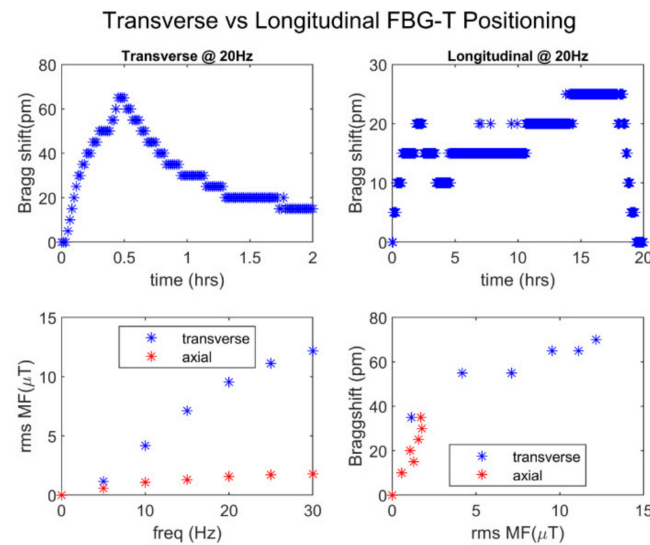 Transverse vs Longitudinal FBG-T Positioning
Transverse @ 20Hz
80
60
40
20
0
Bragg shift(pm)
0
0.5
1
1.5
2
time (hrs)
Longitudinal @ 20Hz
30
20
10
0
Bragg shift(pm)
0
5
10
15
20
time (hrs)
15
10
5
0
rms MF(μT)
transverse
axial
0
10
20
30
freq (Hz)
80
60
40
20
0
Braggshift (pm)
transverse
axial
0
5
10
15
rms MF(μT)